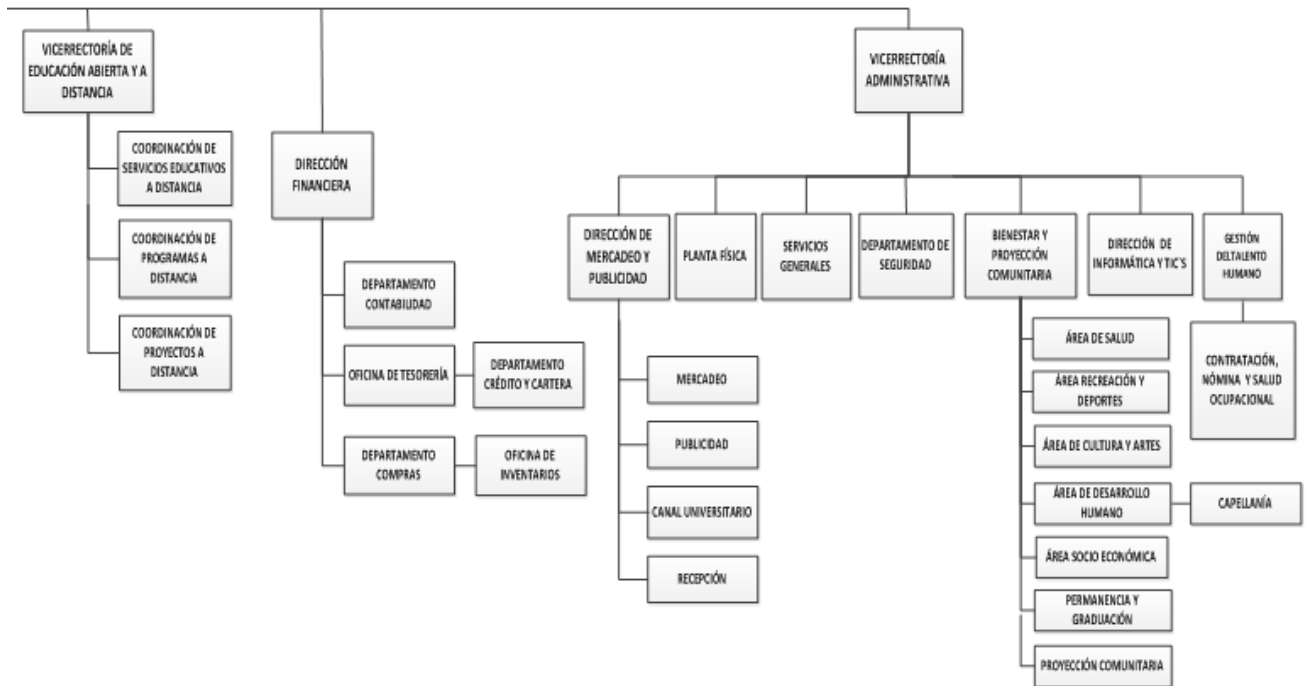 VICERRECTORÍA DE
EDUCACIÓN ABIERTA Y A
DISTANCIA
COORDINACIÓN DE
SERVICIOS EDUCATIVOS
A DISTANCIA
COORDINACIÓN DE
PROGRAMAS A
DISTANCIA
COORDINACIÓN DE
PROYECTOS A
DISTANCIA
DIRECCIÓN
FINANCIERA
DEPARTAMENTO
CONTABILIDAD
OFICINA DE TESORERÍA
DEPARTAMENTO
CRÉDITO Y CARTERA
DEPARTAMENTO
COMPRAS
OFICINA DE
INVENTARIOS
VICERRECTORÍA
ADMINISTRATIVA
DIRECCIÓN DE
MERCADEO Y
PUBLICIDAD
MERCADEO
PUBLICIDAD
CANAL UNIVERSITARIO
RECEPCIÓN
PLANTA FÍSICA
SERVICIOS
GENERALES
DEPARTAMENTO DE
SEGURIDAD
BIENESTAR Y
PROYECCIÓN
COMUNITARIA
ÁREA DE SALUD
ÁREA RECREACIÓN Y
DEPORTES
ÁREA DE CULTURA Y ARTES
ÁREA DE DESARROLLO
HUMANO
CAPELLANÍA
ÁREA SOCIO ECONÓMICA
PERMANENCIA Y
GRADUACIÓN
PROYECCIÓN COMUNITARIA
DIRECCIÓN DE
INFORMÁTICA Y TIC´S
GESTIÓN
DELTALENTO
HUMANO
CONTRATACIÓN,
NÓMINA Y SALUD
OCUPACIONAL